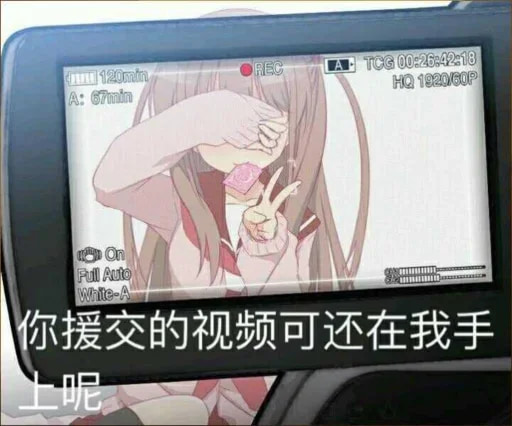 120min
REC
A
TCG 00:26:42:18
A: 67min
HQ 1920/60P
On
Full Auto
White-A
你援交的视频可还在我手
上呢